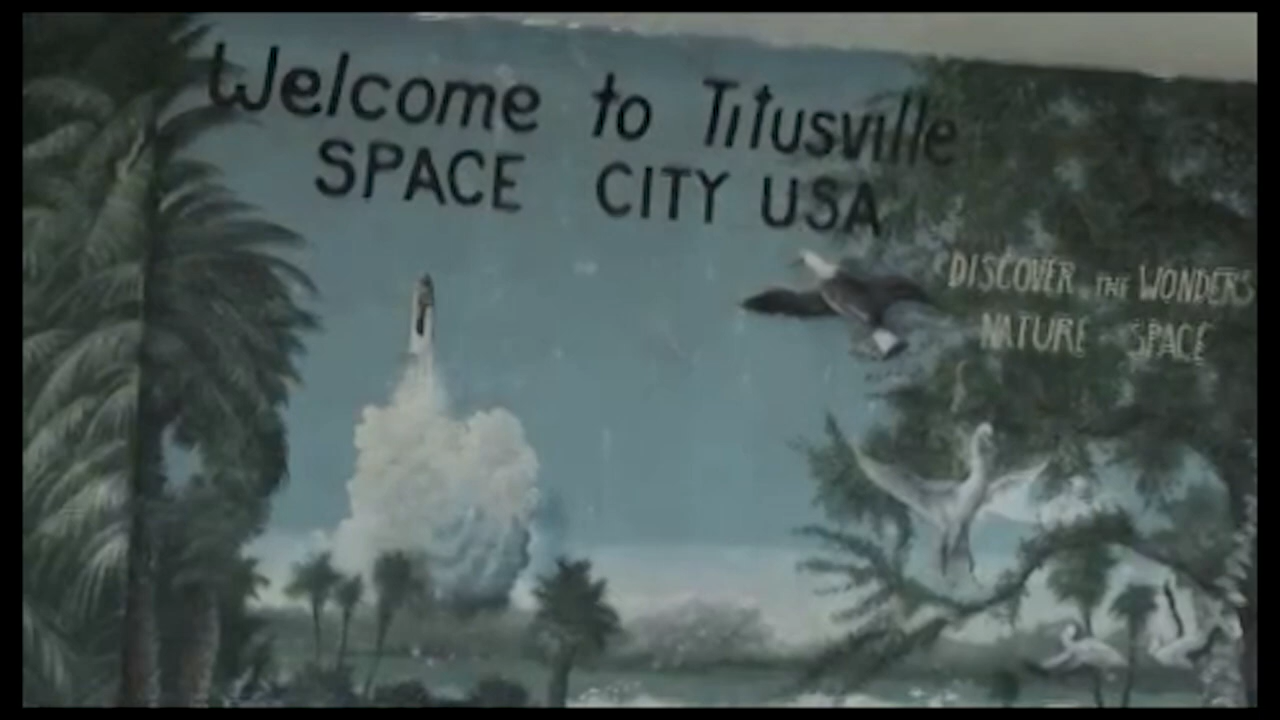 Welcome to Titusville
SPACE CITY USA
DISCOVER THE WONDERS
NATURE SPACE